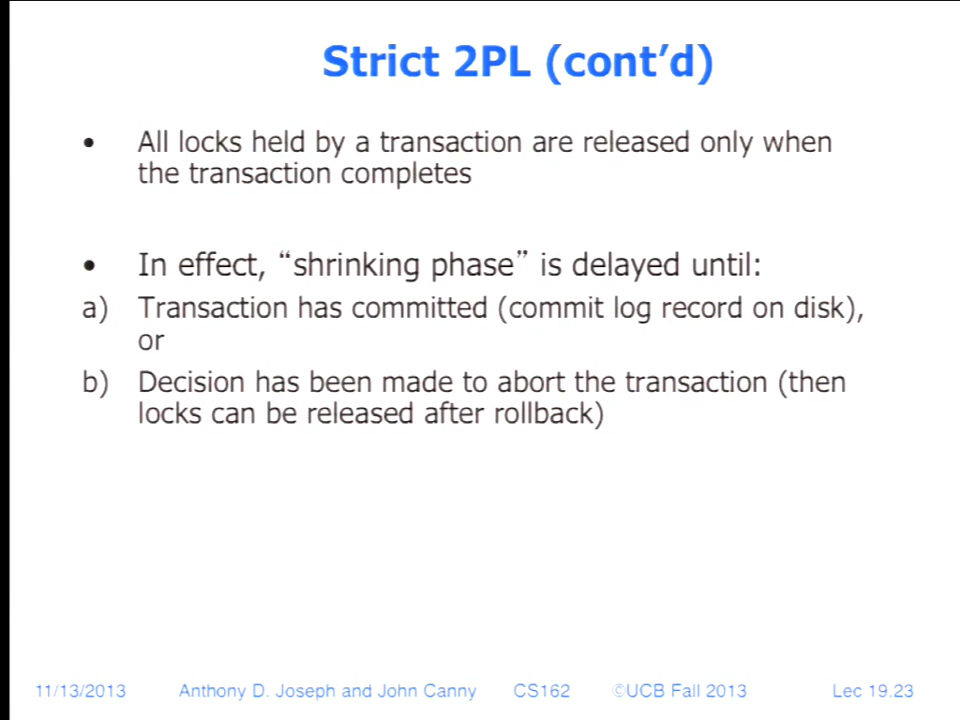 Strict 2PL (cont’d)
• All locks held by a transaction are released only when
the transaction completes
• In effect, “shrinking phase” is delayed until:
a) Transaction has committed (commit log record on disk),
or
b) Decision has been made to abort the transaction (then
locks can be released after rollback)
11/13/2013 Anthony D. Joseph and John Canny CS162 ©UCB Fall 2013 Lec 19.23